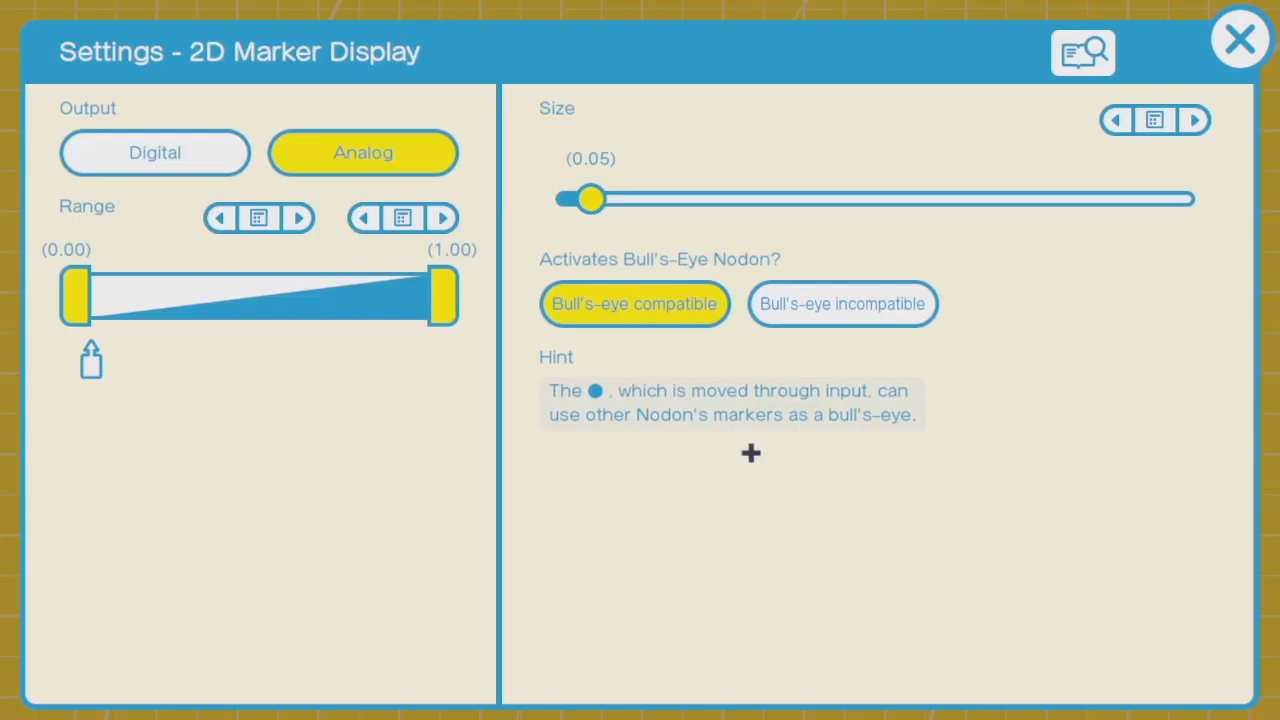 Settings - 2D Marker Display
Output
Digital
Analog
Range
(0.00)
(1.00)
Size
(0.05)
Activates Bull's-Eye Nodon?
Bull's-eye compatible
Bull's-eye incompatible
Hint
The ● , which is moved through input, can
use other Nodon's markers as a bull's-eye.